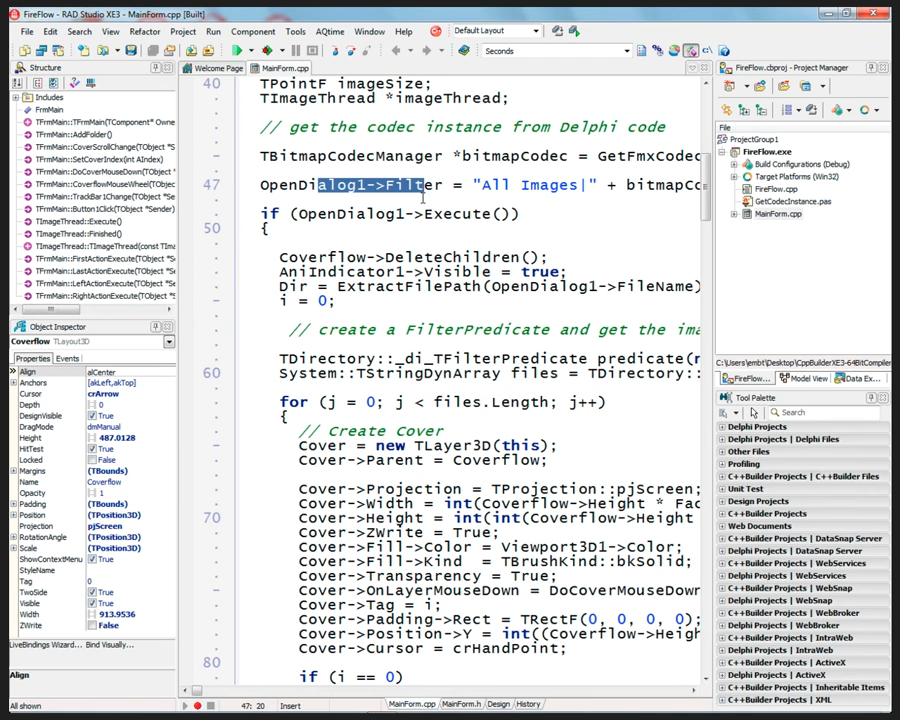 FireFlow - RAD Studio XE3 - MainForm.cpp [Built]
File Edit Search View Refactor Project Run Component Tools AQtime Window Help Default Layout
Seconds
Structure
Includes
FrmMain
TFrmMain::TFrmMain(TComponent* Owne
TFrmMain::AddFolder()
TFrmMain::CoverScrollChange(TObject *S
TFrmMain::SetCoverIndex(int AIndex)
TFrmMain::DoCoverMouseDown(TObject
TFrmMain::CoverflowMouseWheel(TObjec
TFrmMain::TrackBar1Change(TObject *S
TFrmMain::Button1Click(TObject *Sender)
TImageThread::Execute()
TImageThread::Finished()
TImageThread::TImageThread(const TIma
TFrmMain::FirstActionExecute(TObject *S
TFrmMain::LastActionExecute(TObject *S
TFrmMain::LeftActionExecute(TObject *S
TFrmMain::RightActionExecute(TObject *S
Object Inspector
Coverflow TLayout3D
Properties Events
Align alCenter
Anchors [akLeft,akTop]
Cursor crArrow
Depth 0
DesignVisible True
DragMode dmManual
Height 487.0128
HitTest True
Locked False
Margins (TBounds)
Name Coverflow
Opacity 1
Padding (TBounds)
Position (TPosition3D)
Projection pjScreen
RotationAngle (TPosition3D)
Scale (TPosition3D)
ShowContextMenu True
StyleName
Tag 0
TwoSide True
Visible True
Width 913.9536
ZWrite False
LiveBindings Wizard... Bind Visually...
Align
All shown
Welcome Page MainForm.cpp
40 TPointF imageSize;
TImageThread *imageThread;
// get the codec instance from Delphi code
TBitmapCodecManager *bitmapCodec = GetFmxCodec
47 OpenDialog1->Filter = "All Images|" + bitmapCo
if (OpenDialog1->Execute())
50 {
Coverflow->DeleteChildren();
AniIndicator1->Visible = true;
Dir = ExtractFilePath(OpenDialog1->FileName)
i = 0;
// create a FilterPredicate and get the ima
TDirectory::_di_TFilterPredicate predicate(n
60 System::TStringDynArray files = TDirectory::
for (j = 0; j < files.Length; j++)
{
// Create Cover
Cover = new TLayer3D(this);
Cover->Parent = Coverflow;
Cover->Projection = TProjection::pjScreen;
Cover->Width = int(Coverflow->Height * Fac
70 Cover->Height = int(int(Coverflow->Height
Cover->ZWrite = True;
Cover->Fill->Color = Viewport3D1->Color;
Cover->Fill->Kind = TBrushKind::bkSolid;
Cover->Transparency = True;
Cover->OnLayerMouseDown = DoCoverMouseDown
Cover->Tag = i;
Cover->Padding->Rect = TRectF(0, 0, 0, 0);
Cover->Position->Y = int((Coverflow->Heigh
Cover->Cursor = crHandPoint;
80
if (i == 0)
47: 20 Insert MainForm.cpp MainForm.h Design History
FireFlow.cbproj - Project Manager
File
ProjectGroup1
FireFlow.exe
Build Configurations (Debug)
Target Platforms (Win32)
FireFlow.cpp
GetCodecInstance.pas
MainForm.cpp
C:\Users\embt\Desktop\CppBuilderXE3-64BitCompiler
FireFlow... Model View Data Ex...
Tool Palette
Search
Delphi Projects
Delphi Projects | Delphi Files
Other Files
Profiling
C++Builder Projects | C++Builder Files
Unit Test
Design Projects
C++Builder Projects
Web Documents
C++Builder Projects | DataSnap Server
Delphi Projects | DataSnap Server
C++Builder Projects | WebServices
Delphi Projects | WebServices
C++Builder Projects | WebSnap
Delphi Projects | WebSnap
C++Builder Projects | WebBroker
Delphi Projects | WebBroker
C++Builder Projects | IntraWeb
Delphi Projects | IntraWeb
C++Builder Projects | ActiveX
Delphi Projects | ActiveX
C++Builder Projects | Inheritable Items
Delphi Projects | Inheritable Items
C++Builder Projects | XML